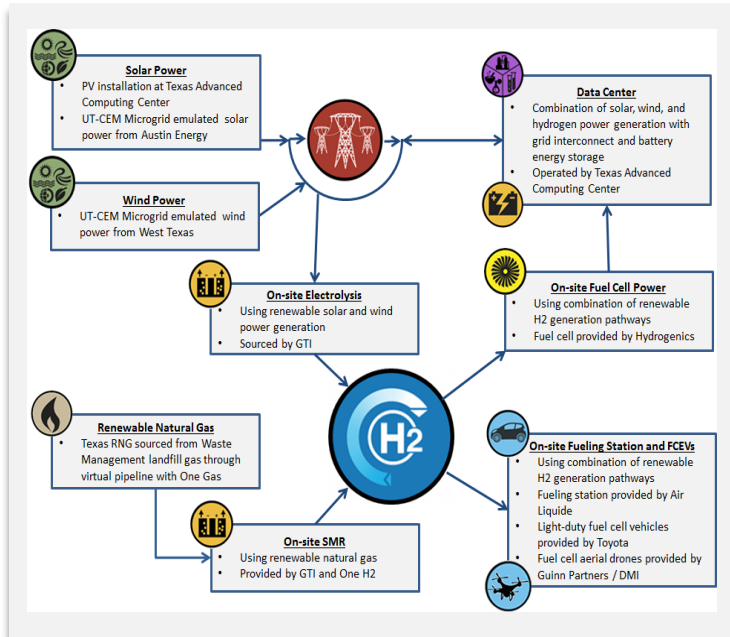 Solar Power
• PV installation at Texas Advanced
Computing Center
• UT-CEM Microgrid emulated solar
power from Austin Energy
Data Center
• Combination of solar, wind, and
hydrogen power generation with
grid interconnect and battery
energy storage
• Operated by Texas Advanced
Computing Center
Wind Power
• UT-CEM Microgrid emulated wind
power from West Texas
On-site Electrolysis
• Using renewable solar and wind
power generation
• Sourced by GTI
On-site Fuel Cell Power
• Using combination of renewable
H2 generation pathways
• Fuel cell provided by Hydrogenics
H2
Renewable Natural Gas
• Texas RNG sourced from Waste
Management landfill gas through
virtual pipeline with One Gas
On-site Fueling Station and FCEVs
• Using combination of renewable
H2 generation pathways
• Fueling station provided by Air
Liquide
• Light-duty fuel cell vehicles
provided by Toyota
• Fuel cell aerial drones provided by
Guinn Partners / DMI
On-site SMR
• Using renewable natural gas
• Provided by GTI and One H2